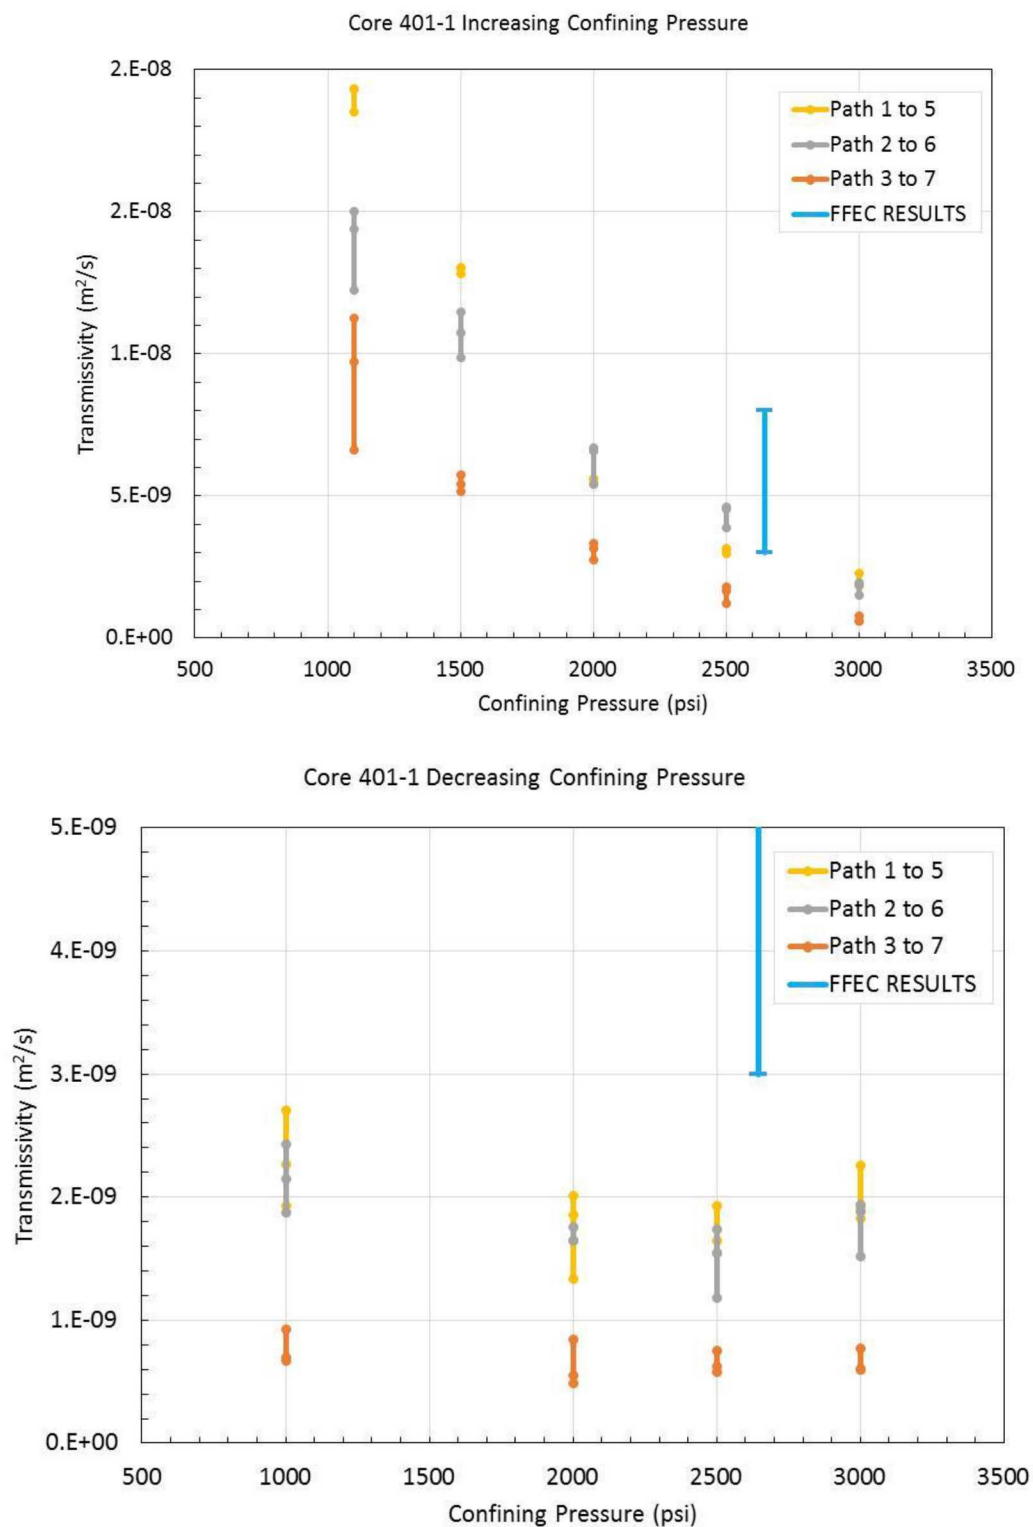 Core 401-1 Increasing Confining Pressure
Transmissivity (m²/s)
2.E-08
2.E-08
1.E-08
5.E-09
0.E+00
Path 1 to 5
Path 2 to 6
Path 3 to 7
FFEC RESULTS
500 1000 1500 2000 2500 3000 3500
Confining Pressure (psi)
Core 401-1 Decreasing Confining Pressure
Transmissivity (m²/s)
5.E-09
4.E-09
3.E-09
2.E-09
1.E-09
0.E+00
Path 1 to 5
Path 2 to 6
Path 3 to 7
FFEC RESULTS
500 1000 1500 2000 2500 3000 3500
Confining Pressure (psi)